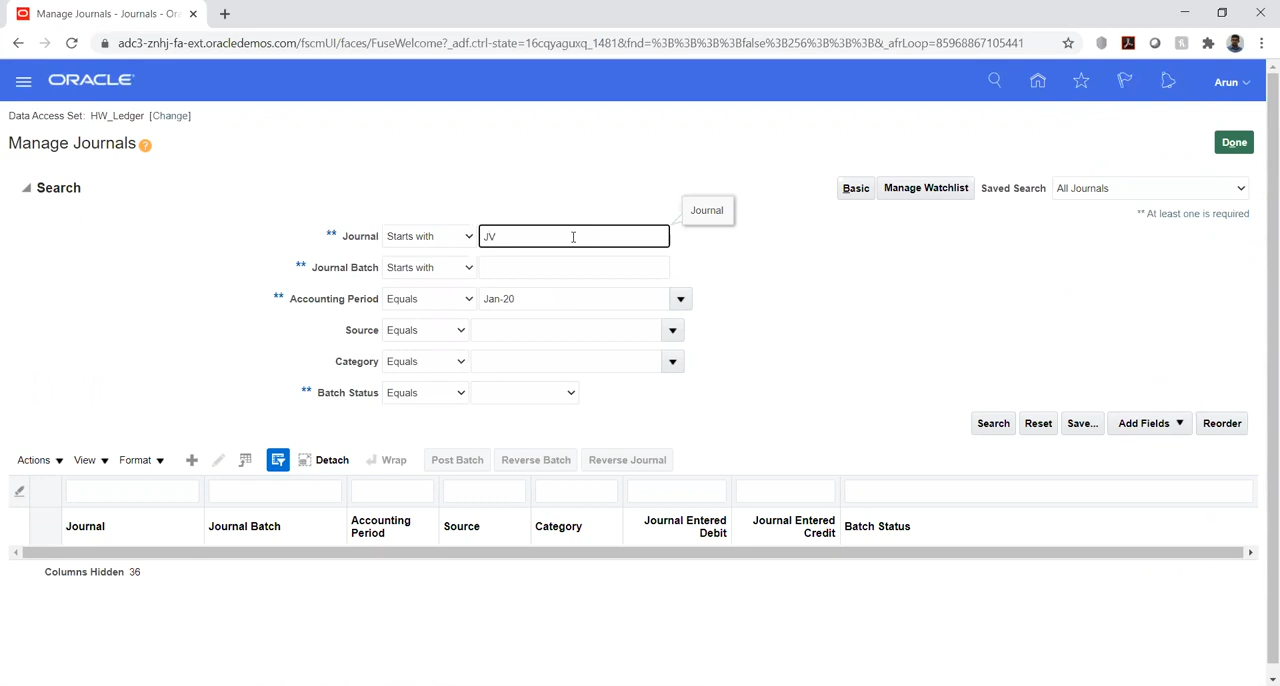 Manage Journals - Journals - Ora
adc3-znhj-fa-ext.oracledemos.com/fscmUI/faces/FuseWelcome?_adf.ctrl-state=16cqyaguxq_1481&fnd=%3B%3B%3B%3Bfalse%3B256%3B%3B%3B&_afrLoop=85968867105441
ORACLE
Arun
Data Access Set: HW_Ledger [Change]
Manage Journals ?
Done
Search
Basic Manage Watchlist Saved Search All Journals
** At least one is required
Journal
** Journal Starts with JV
** Journal Batch Starts with
** Accounting Period Equals Jan-20
Source Equals
Category Equals
** Batch Status Equals
Search Reset Save... Add Fields Reorder
Actions View Format Detach Wrap Post Batch Reverse Batch Reverse Journal
Journal Journal Batch Accounting Period Source Category Journal Entered Debit Journal Entered Credit Batch Status
Columns Hidden 36